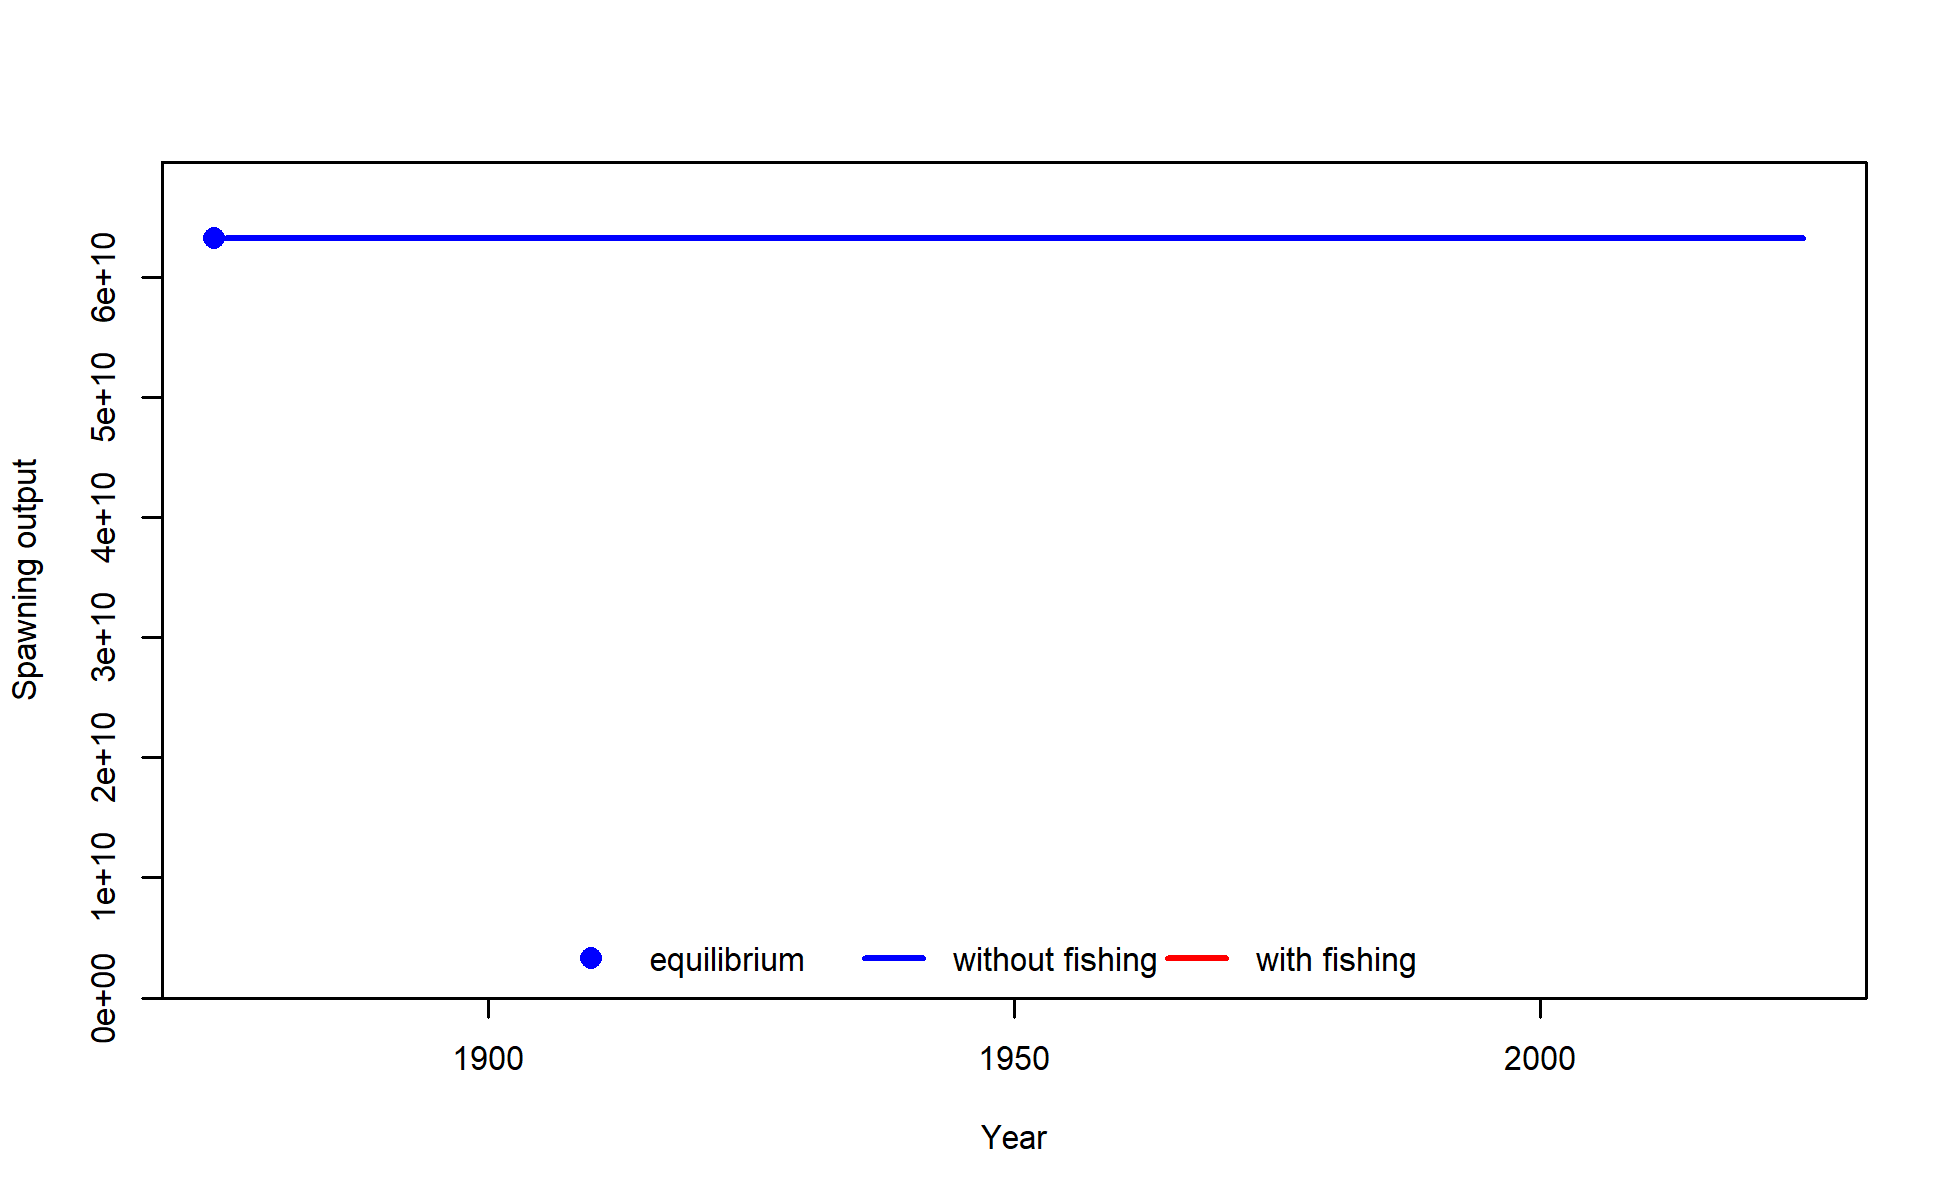 Spawning output
6e+10
5e+10
4e+10
3e+10
2e+10
1e+10
0e+00
equilibrium without fishing with fishing
1900 1950 2000
Year